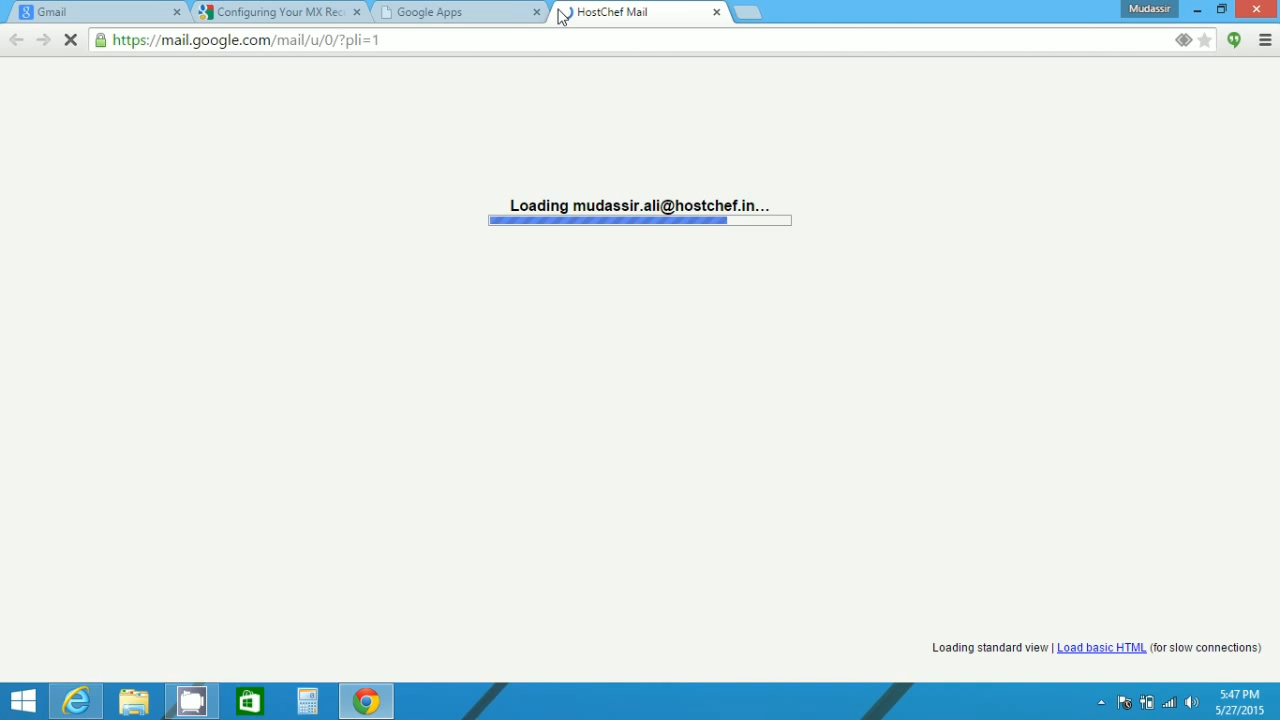 Gmail
Configuring Your MX Rec
Google Apps
HostChef Mail
Mudassir
https://mail.google.com/mail/u/0/?pli=1
Loading mudassir.ali@hostchef.in…
Loading standard view | Load basic HTML (for slow connections)
5:47 PM
5/27/2015